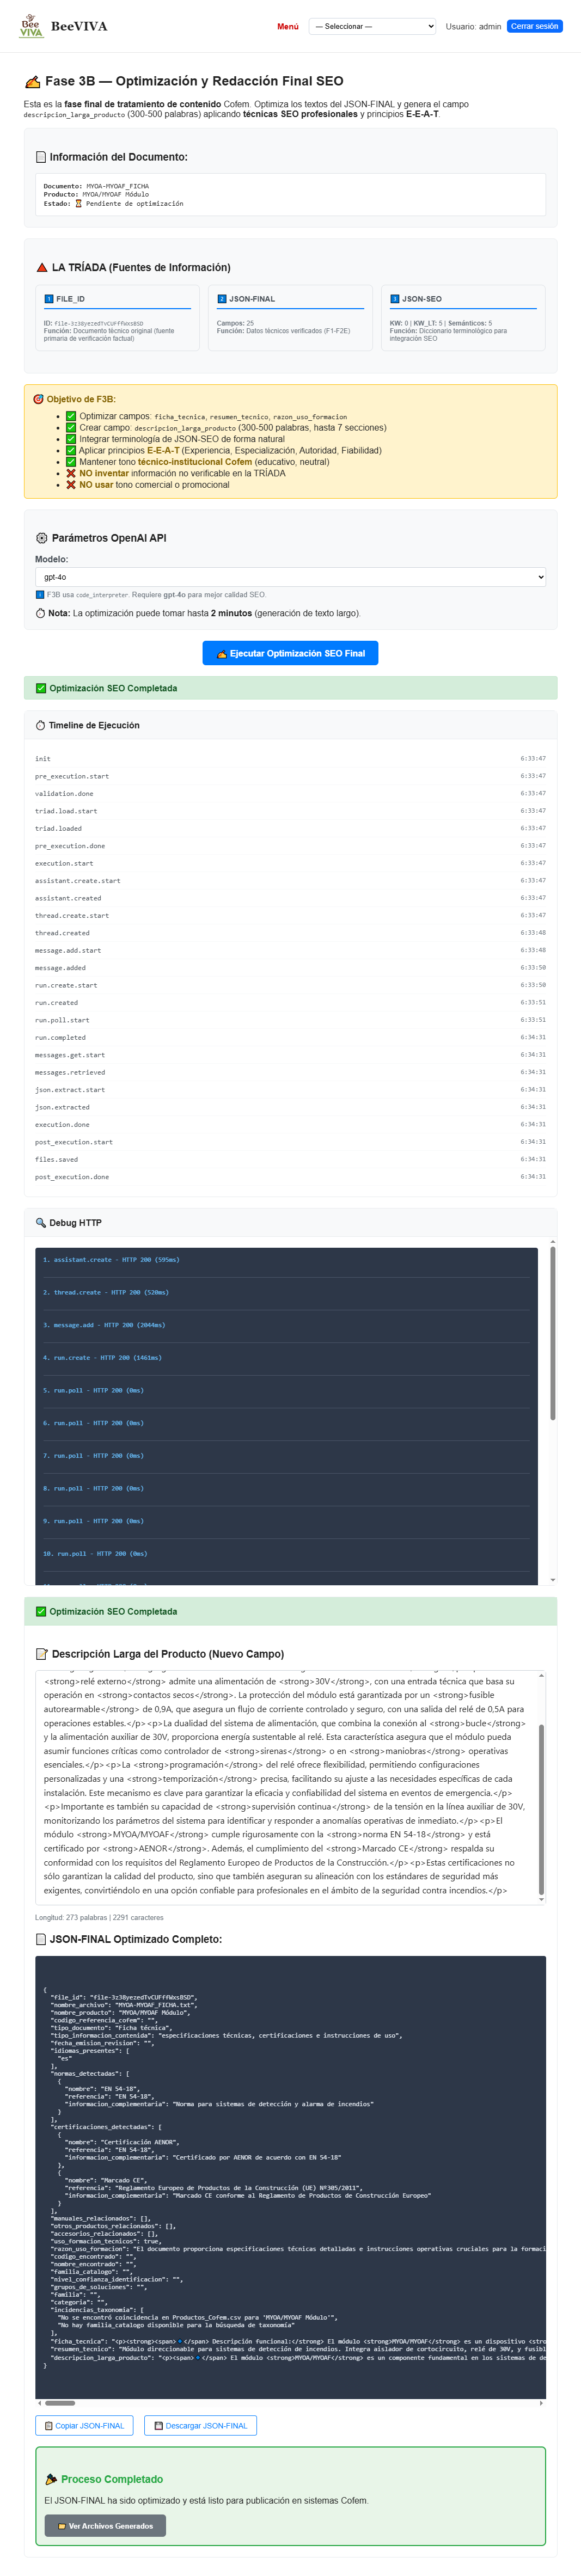 Bee
VIVA
BeeVIVA
Menú
— Seleccionar —
Usuario: admin
Cerrar sesión
✍️ Fase 3B — Optimización y Redacción Final SEO
Esta es la fase final de tratamiento de contenido Cofem. Optimiza los textos del JSON-FINAL y genera el campo
descripcion_larga_producto (300-500 palabras) aplicando técnicas SEO profesionales y principios E-E-A-T.
📄 Información del Documento:
Documento: MYOA-MYOAF_FICHA
Producto: MYOA/MYOAF Módulo
Estado: ⏳ Pendiente de optimización
🔺 LA TRÍADA (Fuentes de Información)
1️⃣ FILE_ID
ID: file-3z38yezedTvCUFffWxs8SD
Función: Documento técnico original (fuente
primaria de verificación factual)
2️⃣ JSON-FINAL
Campos: 25
Función: Datos técnicos verificados (F1-F2E)
3️⃣ JSON-SEO
KW: 0 | KW_LT: 5 | Semánticos: 5
Función: Diccionario terminológico para
integración SEO
🎯 Objetivo de F3B:
✅ Optimizar campos: ficha_tecnica, resumen_tecnico, razon_uso_formacion
✅ Crear campo: descripcion_larga_producto (300-500 palabras, hasta 7 secciones)
✅ Integrar terminología de JSON-SEO de forma natural
✅ Aplicar principios E-E-A-T (Experiencia, Especialización, Autoridad, Fiabilidad)
✅ Mantener tono técnico-institucional Cofem (educativo, neutral)
❌ NO inventar información no verificable en la TRÍADA
❌ NO usar tono comercial o promocional
⚙️ Parámetros OpenAI API
Modelo:
gpt-4o
ℹ️ F3B usa code_interpreter. Requiere gpt-4o para mejor calidad SEO.
⏱️ Nota: La optimización puede tomar hasta 2 minutos (generación de texto largo).
✍️ Ejecutar Optimización SEO Final
✅ Optimización SEO Completada
⏱️ Timeline de Ejecución
init 6:33:47
pre_execution.start 6:33:47
validation.done 6:33:47
triad.load.start 6:33:47
triad.loaded 6:33:47
pre_execution.done 6:33:47
execution.start 6:33:47
assistant.create.start 6:33:47
assistant.created 6:33:47
thread.create.start 6:33:47
thread.created 6:33:48
message.add.start 6:33:48
message.added 6:33:50
run.create.start 6:33:50
run.created 6:33:51
run.poll.start 6:33:51
run.completed 6:34:31
messages.get.start 6:34:31
messages.retrieved 6:34:31
json.extract.start 6:34:31
json.extracted 6:34:31
execution.done 6:34:31
post_execution.start 6:34:31
files.saved 6:34:31
post_execution.done 6:34:31
🔍 Debug HTTP
1. assistant.create - HTTP 200 (595ms)
2. thread.create - HTTP 200 (520ms)
3. message.add - HTTP 200 (2044ms)
4. run.create - HTTP 200 (1461ms)
5. run.poll - HTTP 200 (0ms)
6. run.poll - HTTP 200 (0ms)
7. run.poll - HTTP 200 (0ms)
8. run.poll - HTTP 200 (0ms)
9. run.poll - HTTP 200 (0ms)
10. run.poll - HTTP 200 (0ms)
✅ Optimización SEO Completada
📝 Descripción Larga del Producto (Nuevo Campo)
<strong>relé externo</strong> admite una alimentación de <strong>30V</strong>, con una entrada técnica que basa su
operación en <strong>contactos secos</strong>. La protección del módulo está garantizada por un <strong>fusible
autorearmable</strong> de 0,9A, que asegura un flujo de corriente controlado y seguro, con una salida del relé de 0,5A para
operaciones estables.</p><p>La dualidad del sistema de alimentación, que combina la conexión al <strong>bucle</strong>
y la alimentación auxiliar de 30V, proporciona energía sustentable al relé. Esta característica asegura que el módulo pueda
asumir funciones críticas como controlador de <strong>sirenas</strong> o en <strong>maniobras</strong> operativas
esenciales.</p><p>La <strong>programación</strong> del relé ofrece flexibilidad, permitiendo configuraciones
personalizadas y una <strong>temporización</strong> precisa, facilitando su ajuste a las necesidades específicas de cada
instalación. Este mecanismo es clave para garantizar la eficacia y confiabilidad del sistema en eventos de emergencia.</p>
<p>Importante es también su capacidad de <strong>supervisión continua</strong> de la tensión en la línea auxiliar de 30V,
monitorizando los parámetros del sistema para identificar y responder a anomalías operativas de inmediato.</p><p>El
módulo <strong>MYOA/MYOAF</strong> cumple rigurosamente con la <strong>norma EN 54-18</strong> y está
certificado por <strong>AENOR</strong>. Además, el cumplimiento del <strong>Marcado CE</strong> respalda su
conformidad con los requisitos del Reglamento Europeo de Productos de la Construcción.</p><p>Estas certificaciones no
sólo garantizan la calidad del producto, sino que también aseguran su alineación con los estándares de seguridad más
exigentes, convirtiéndolo en una opción confiable para profesionales en el ámbito de la seguridad contra incendios.</p>
Longitud: 273 palabras | 2291 caracteres
📄 JSON-FINAL Optimizado Completo:
{
"file_id": "file-3z38yezedTvCUFffWxs8SD",
"nombre_archivo": "MYOA-MYOAF_FICHA.txt",
"nombre_producto": "MYOA/MYOAF Módulo",
"codigo_referencia_cofem": "",
"tipo_documento": "Ficha técnica",
"tipo_informacion_contenida": "especificaciones técnicas, certificaciones e instrucciones de uso",
"fecha_emision_revision": "",
"idiomas_presentes": [
"es"
],
"normas_detectadas": [
{
"nombre": "EN 54-18",
"referencia": "EN 54-18",
"informacion_complementaria": "Norma para sistemas de detección y alarma de incendios"
}
],
"certificaciones_detectadas": [
{
"nombre": "Certificación AENOR",
"referencia": "EN 54-18",
"informacion_complementaria": "Certificado por AENOR de acuerdo con EN 54-18"
},
{
"nombre": "Marcado CE",
"referencia": "Reglamento Europeo de Productos de la Construcción (UE) Nº305/2011",
"informacion_complementaria": "Marcado CE conforme al Reglamento de Productos de Construcción Europeo"
}
],
"manuales_relacionados": [],
"otros_productos_relacionados": [],
"accesorios_relacionados": [],
"uso_formacion_tecnicos": true,
"razon_uso_formacion": "El documento proporciona especificaciones técnicas detalladas e instrucciones operativas cruciales para la formaci
"codigo_encontrado": "",
"nombre_encontrado": "",
"familia_catalogo": "",
"nivel_confianza_identificacion": "",
"grupos_de_soluciones": "",
"familia": "",
"categoria": "",
"incidencias_taxonomia": [
"No se encontró coincidencia en Productos_Cofem.csv para 'MYOA/MYOAF Módulo'",
"No hay familia_catalogo disponible para la búsqueda de taxonomía"
],
"ficha_tecnica": "<p><strong><span>🔹</span> Descripción funcional:</strong> El módulo <strong>MYOA/MYOAF</strong> es un dispositivo <stro
"resumen_tecnico": "Módulo direccionable para sistemas de detección de incendios. Integra aislador de cortocircuito, relé de 30V, y fusibl
"descripcion_larga_producto": "<p><span>🔹</span> El módulo <strong>MYOA/MYOAF</strong> es un componente fundamental en los sistemas de de
}
📋 Copiar JSON-FINAL
💾 Descargar JSON-FINAL
🎉 Proceso Completado
El JSON-FINAL ha sido optimizado y está listo para publicación en sistemas Cofem.
📂 Ver Archivos Generados